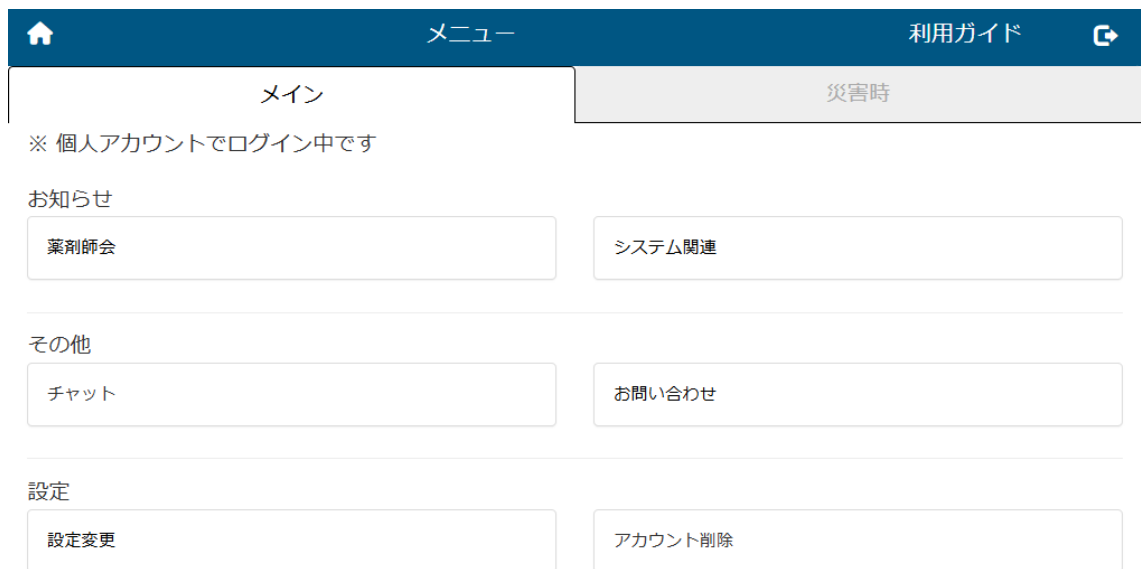 メニュー 利用ガイド
メイン 災害時
※ 個人アカウントでログイン中です
お知らせ
薬剤師会 システム関連
その他
チャット お問い合わせ
設定
設定変更 アカウント削除